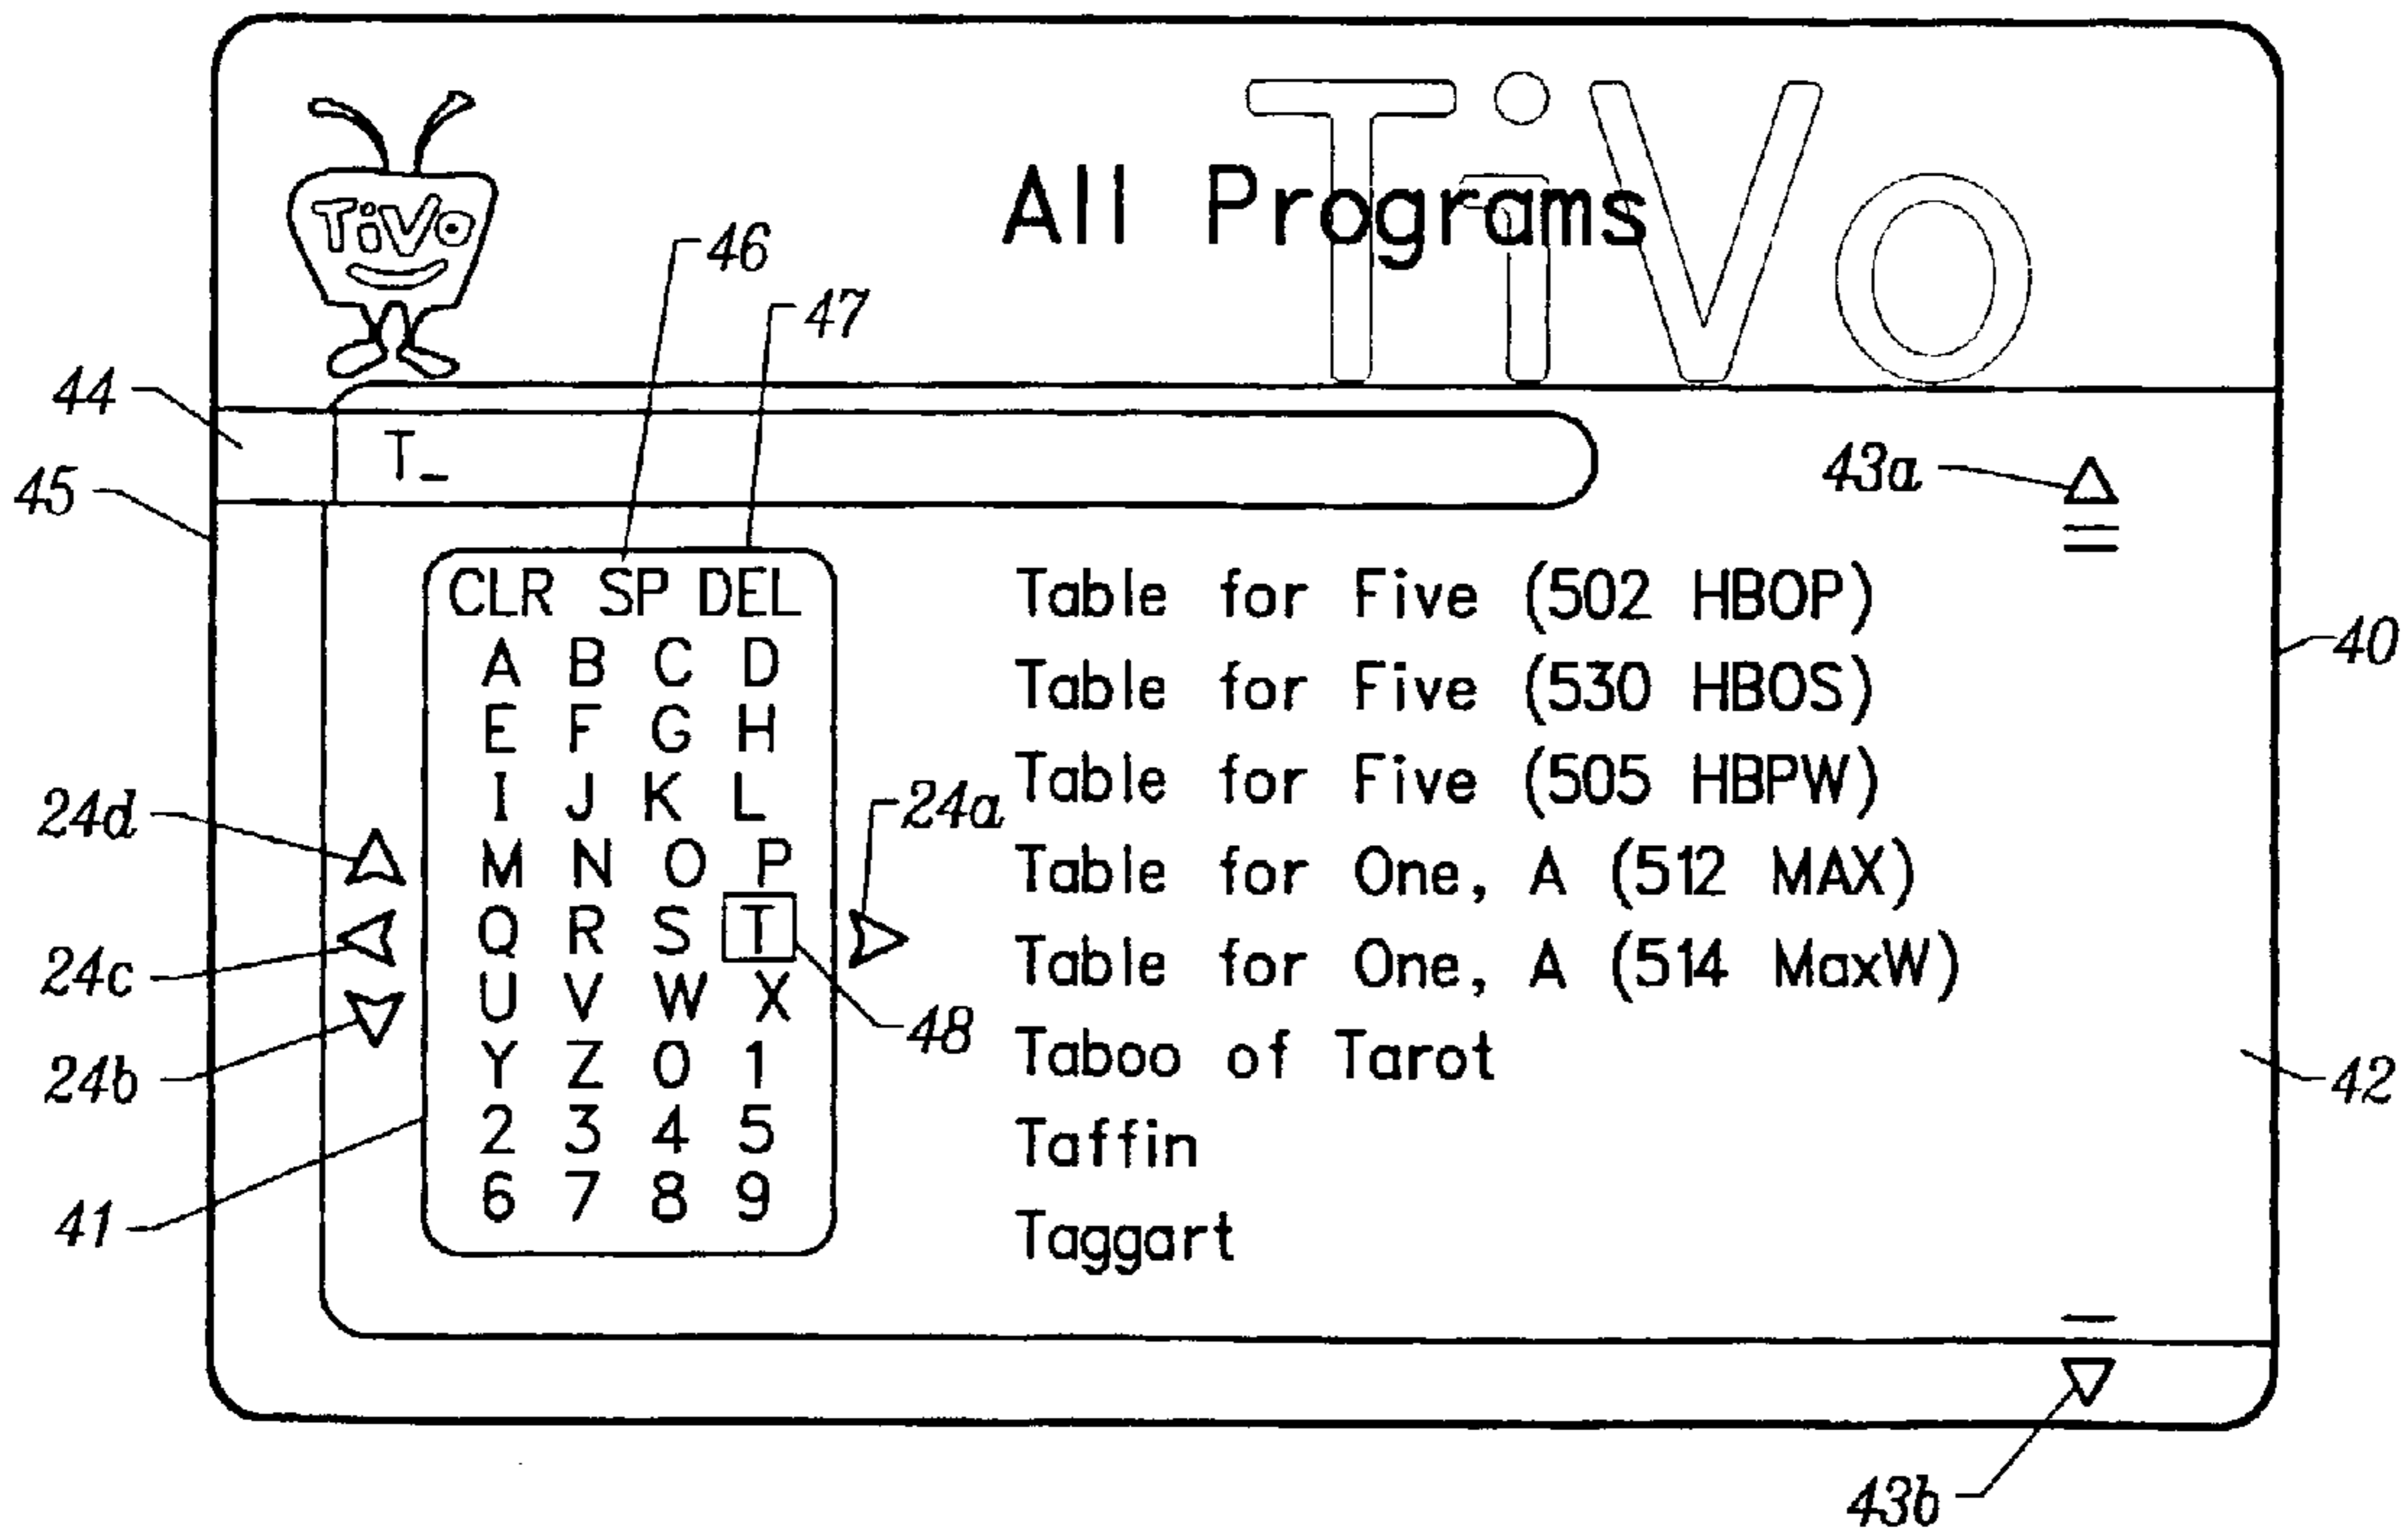 TiVo
All Programs
TiVo
46
47
44
T_
45
43a
CLR SP DEL
A B C D
E F G H
I J K L
M N O P
Q R S T
U V W X
Y Z 0 1
2 3 4 5
6 7 8 9
Table for Five (502 HBOP)
Table for Five (530 HBOS)
Table for Five (505 HBPW)
Table for One, A (512 MAX)
Table for One, A (514 MaxW)
Taboo of Tarot
Taffin
Taggart
40
24d
24a
24c
48
24b
42
41
43b